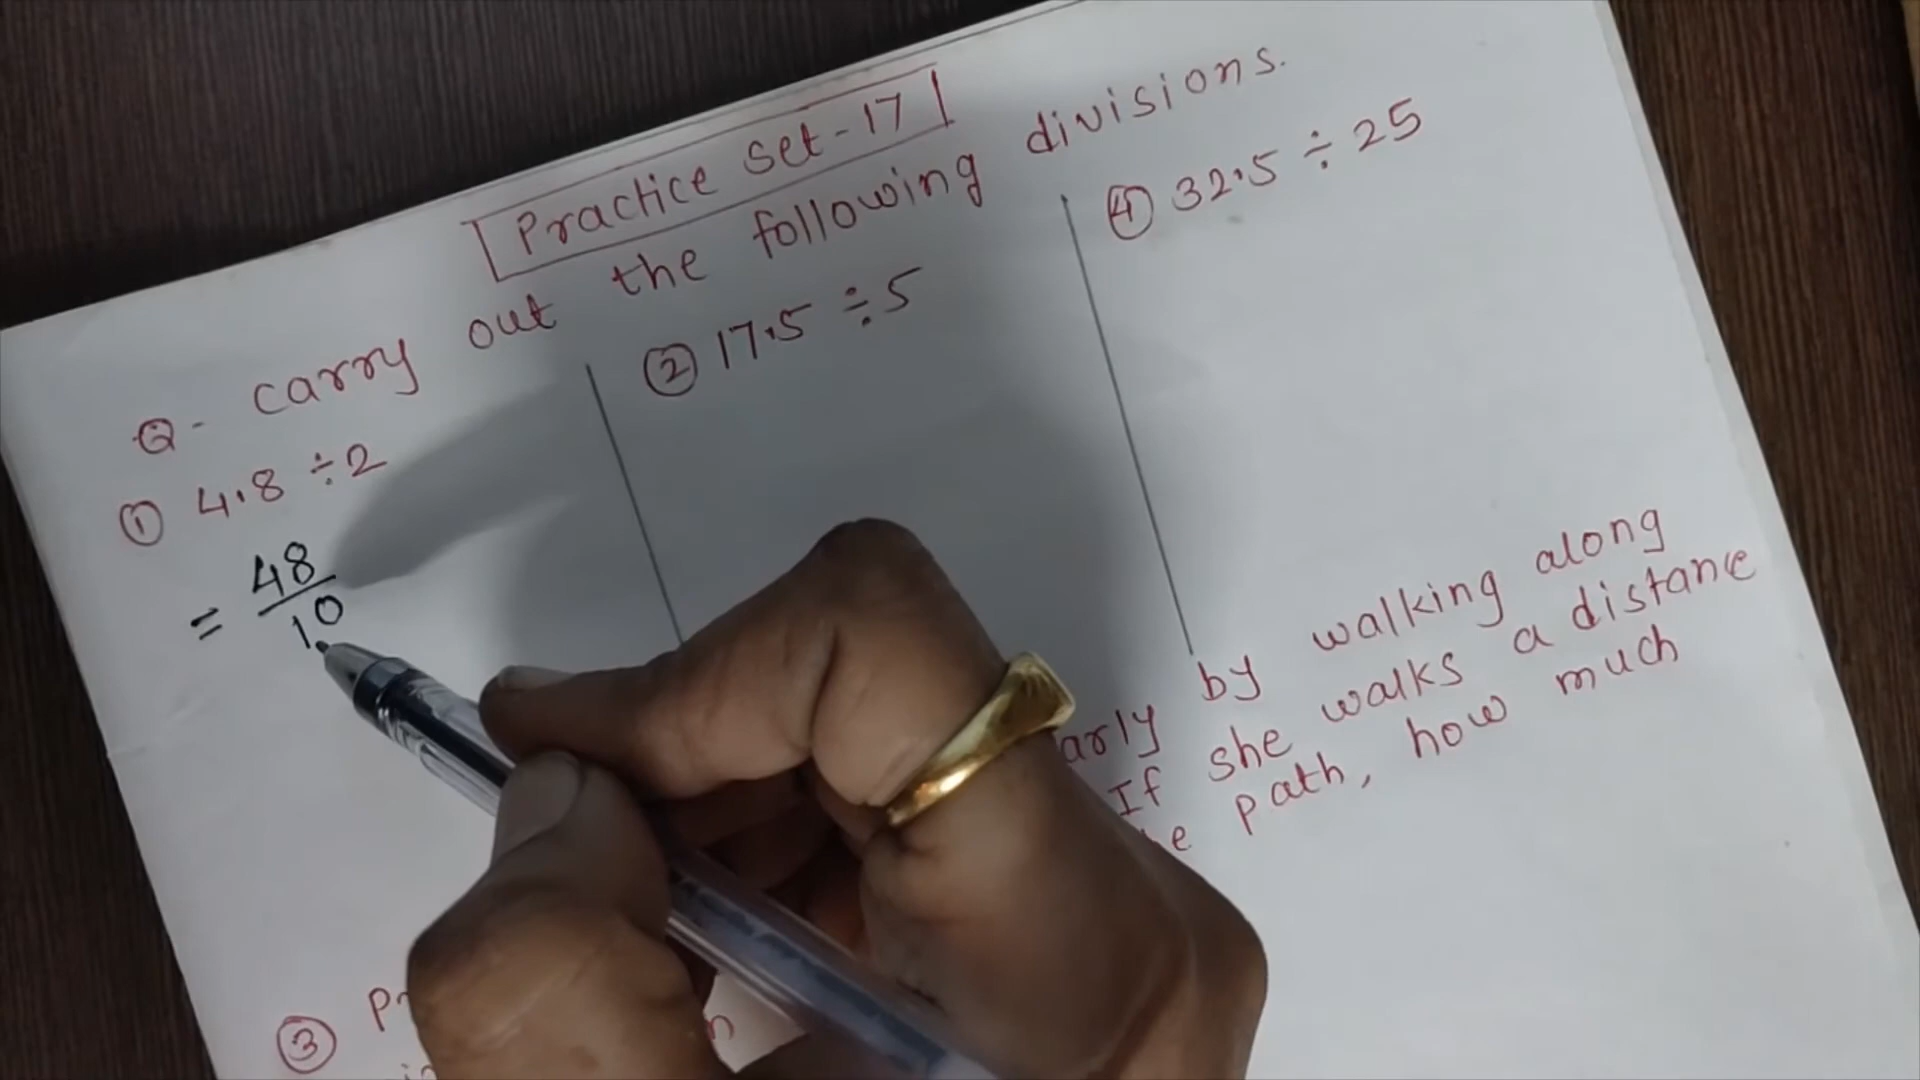 Practice Set-17
Q- Carry out the following divisions.
① 4.8 ÷ 2
= 48/10
② 17.5 ÷ 5
④ 32.5 ÷ 25
③
by walking along
If she walks a distance
path, how much